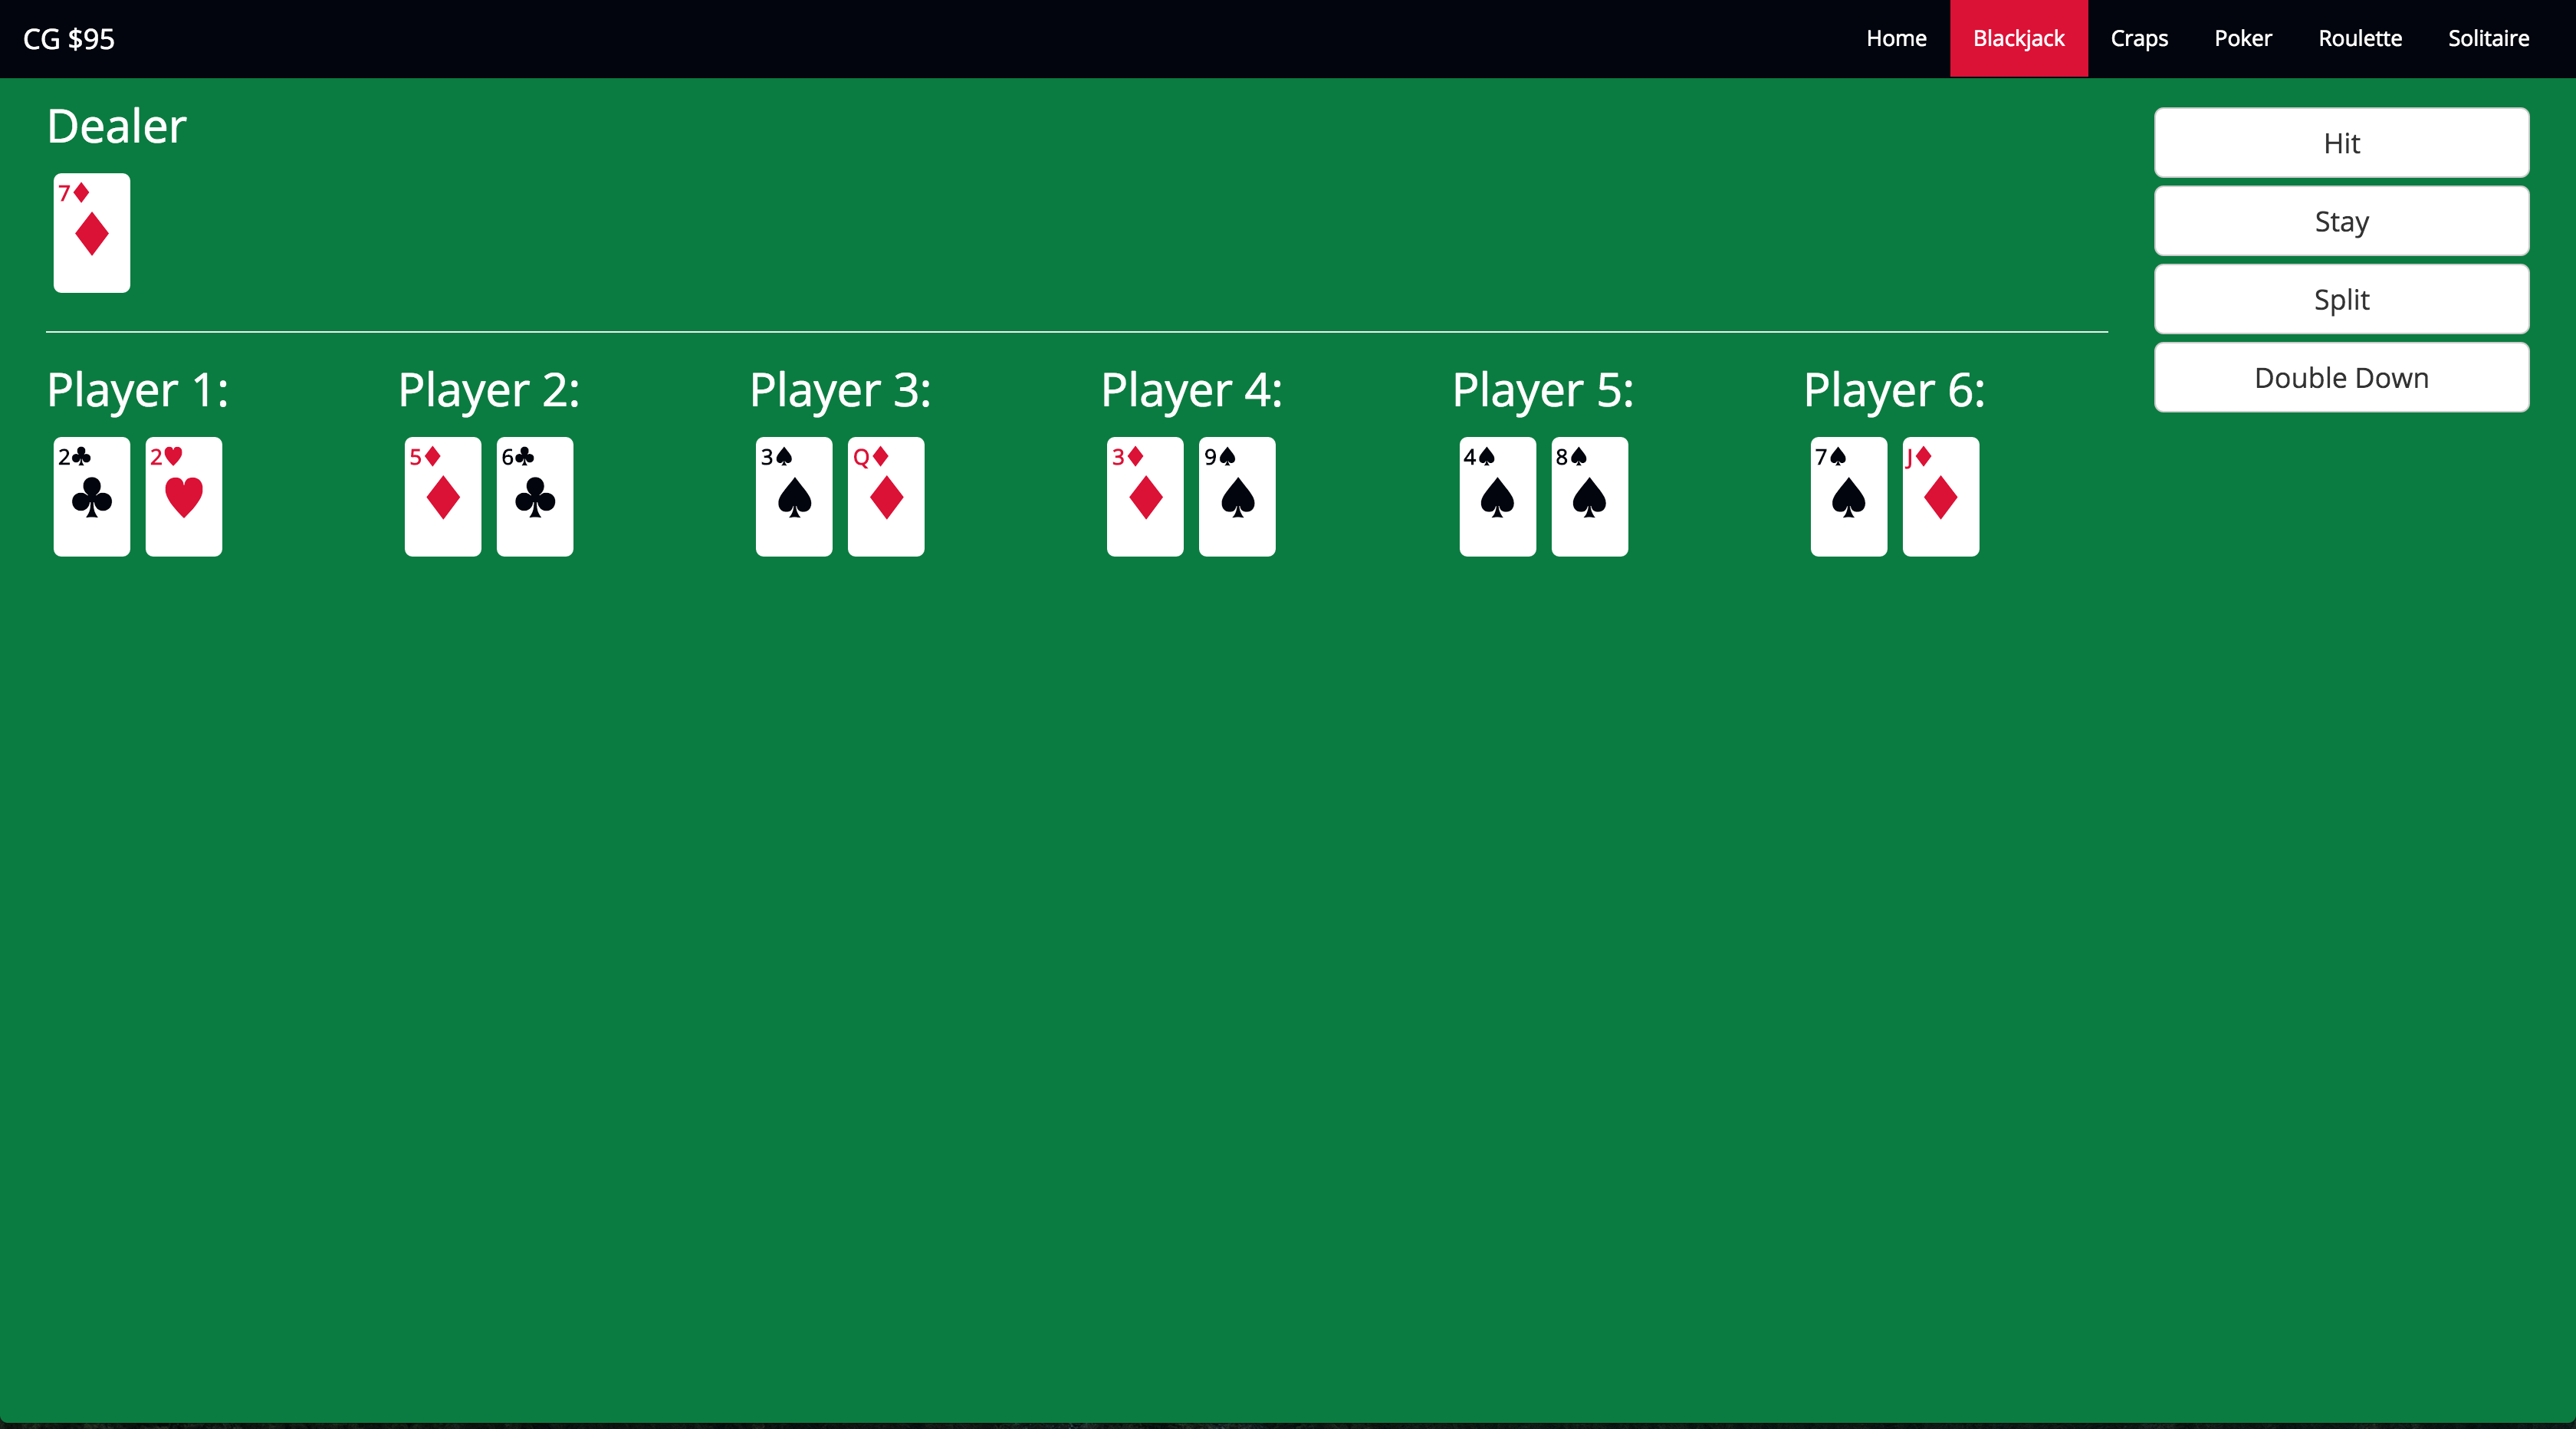 CG $95 Home Blackjack Craps Poker Roulette Solitaire
Dealer
7♦
Hit
Stay
Split
Double Down
Player 1: Player 2: Player 3: Player 4: Player 5: Player 6:
2♣ 2♥ 5♦ 6♣ 3♠ Q♦ 3♦ 9♠ 4♠ 8♠ 7♠ J♦